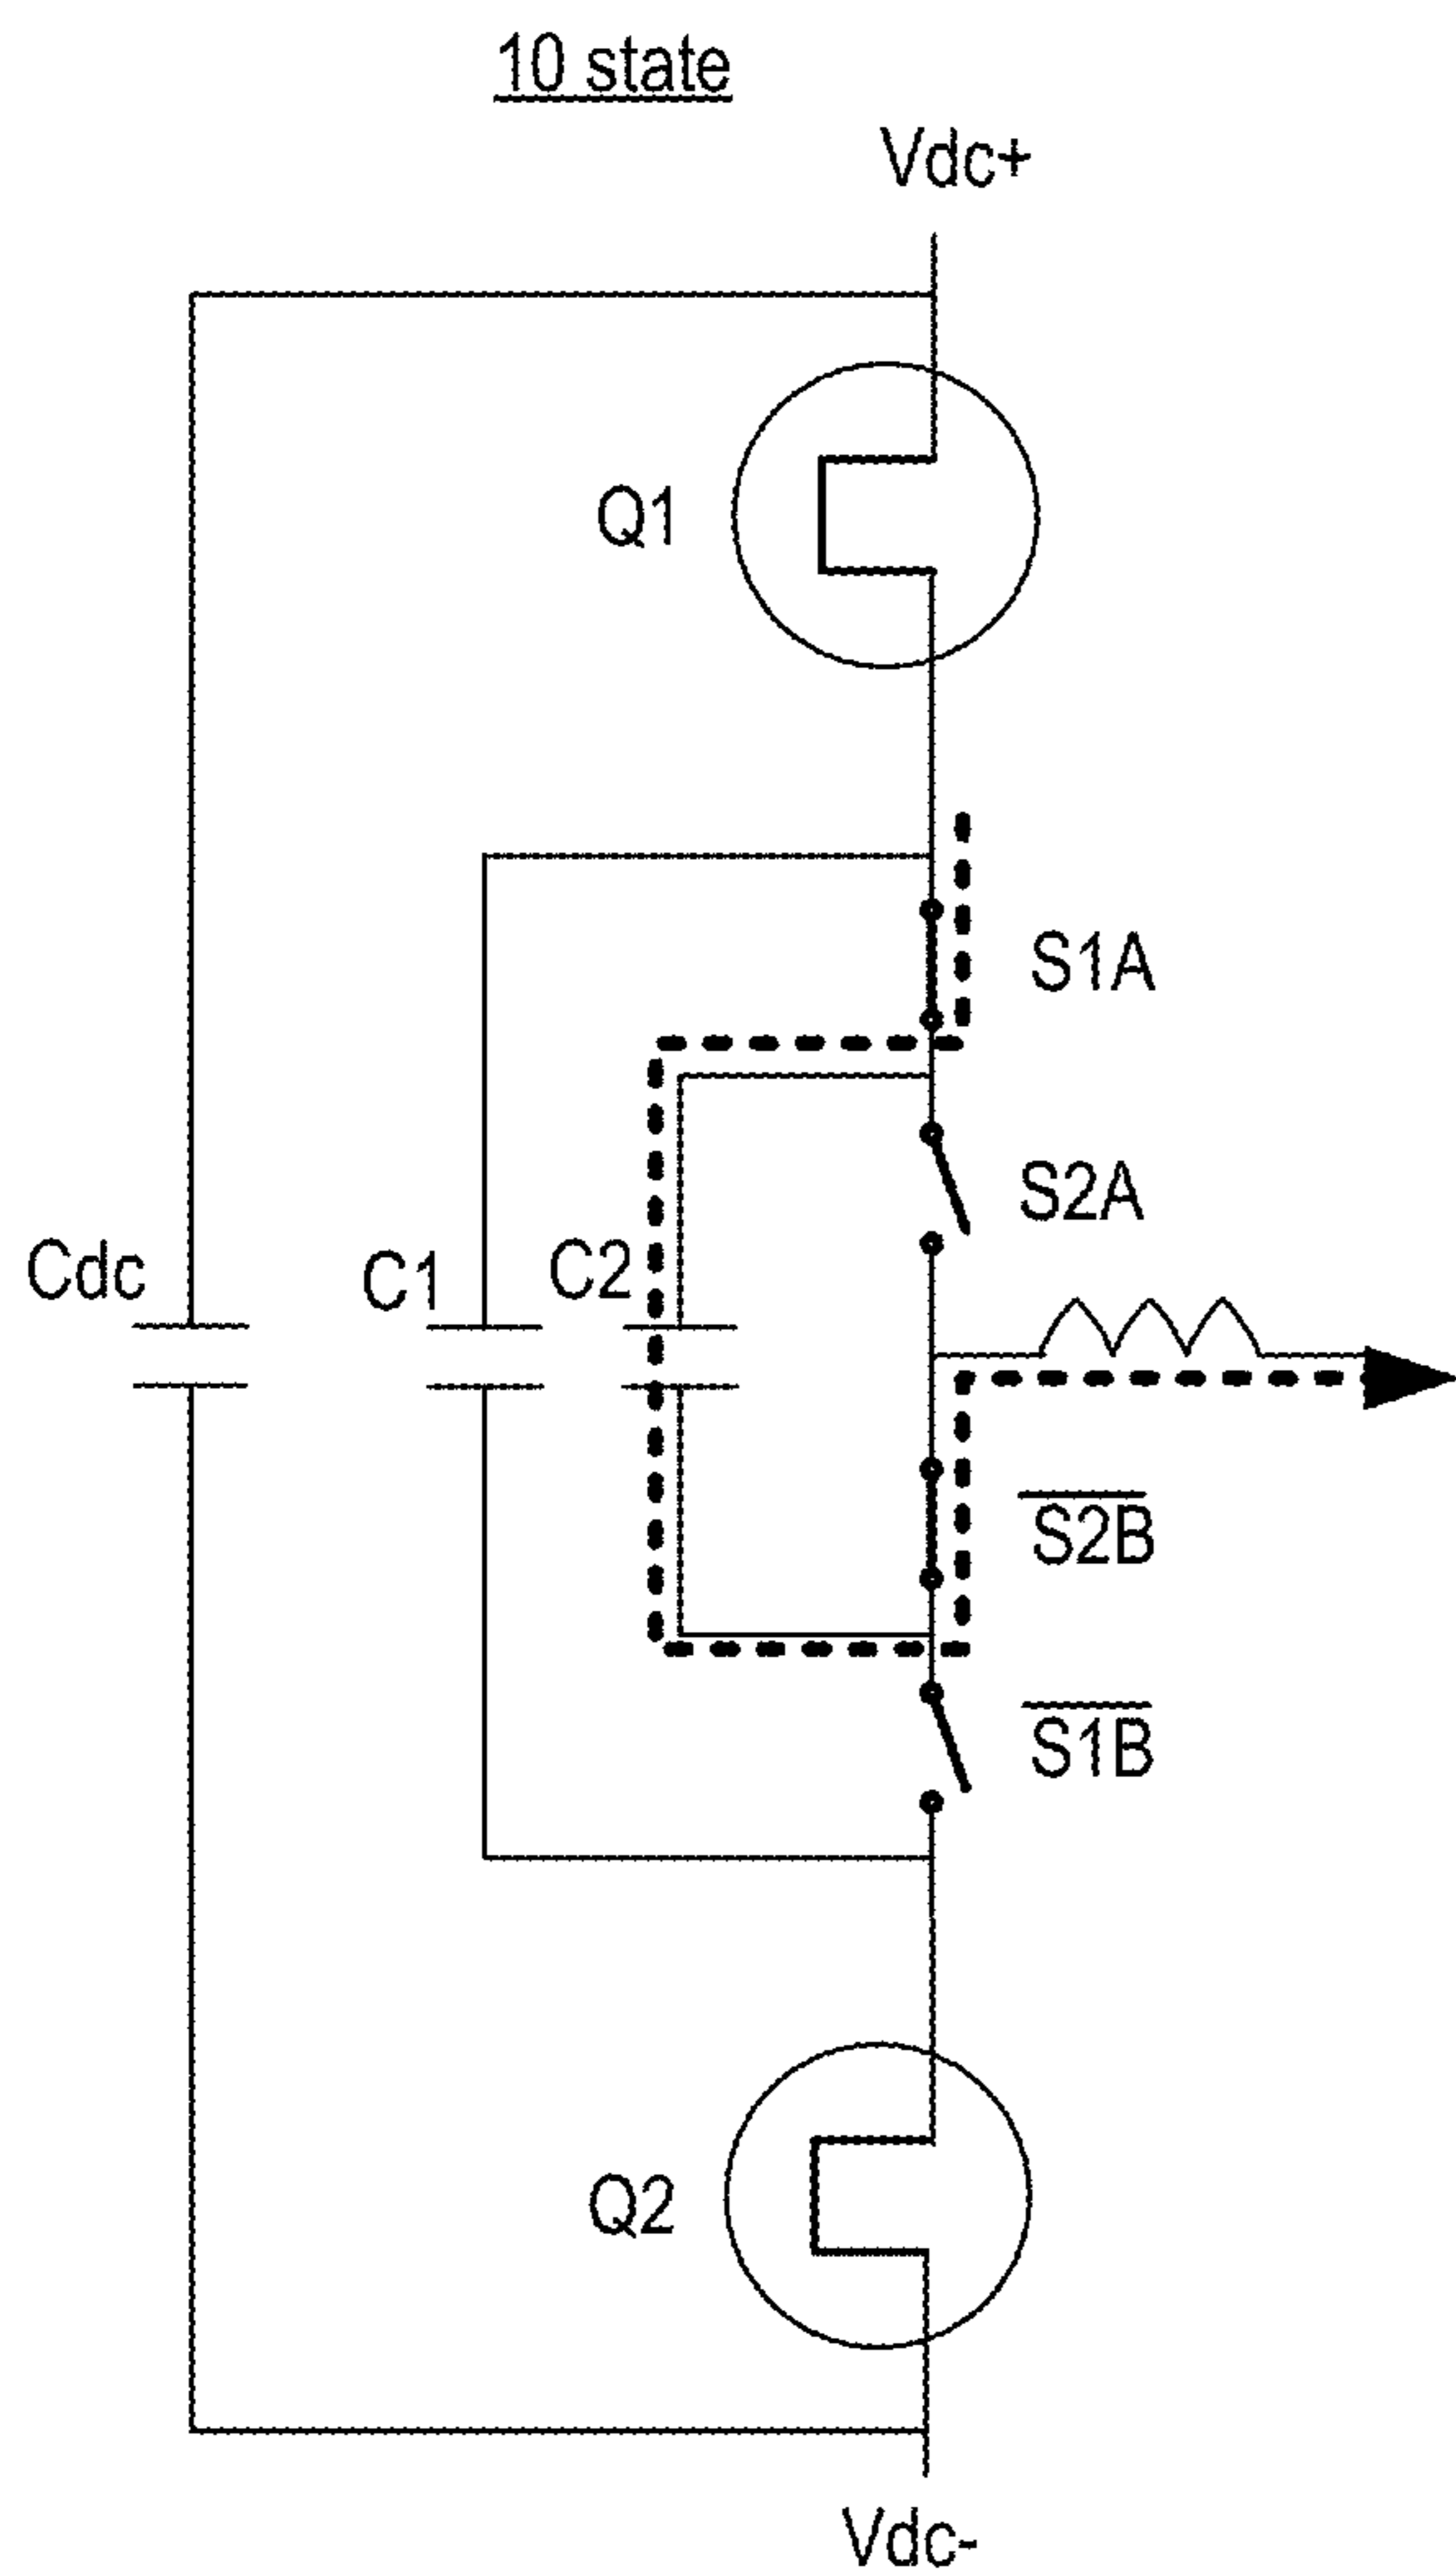 10 state
Vdc+
Q1
S1A
S2A
Cdc
C1
C2
S2B
S1B
Q2
Vdc-